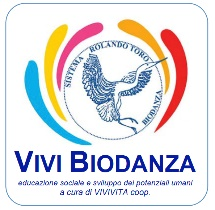 SISTEMA ROLANDO TORO
BIODANZA
VIVI BIODANZA
educazione sociale e sviluppo dei potenziali umani
a cura di VIVIVITA coop.